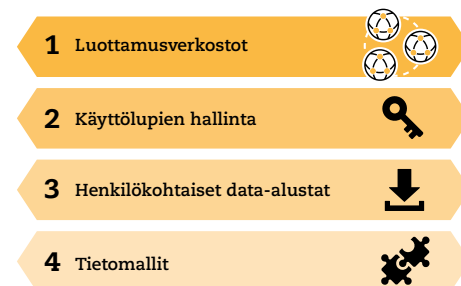 1 Luottamusverkostot
2 Käyttölupien hallinta
3 Henkilökohtaiset data-alustat
4 Tietomallit